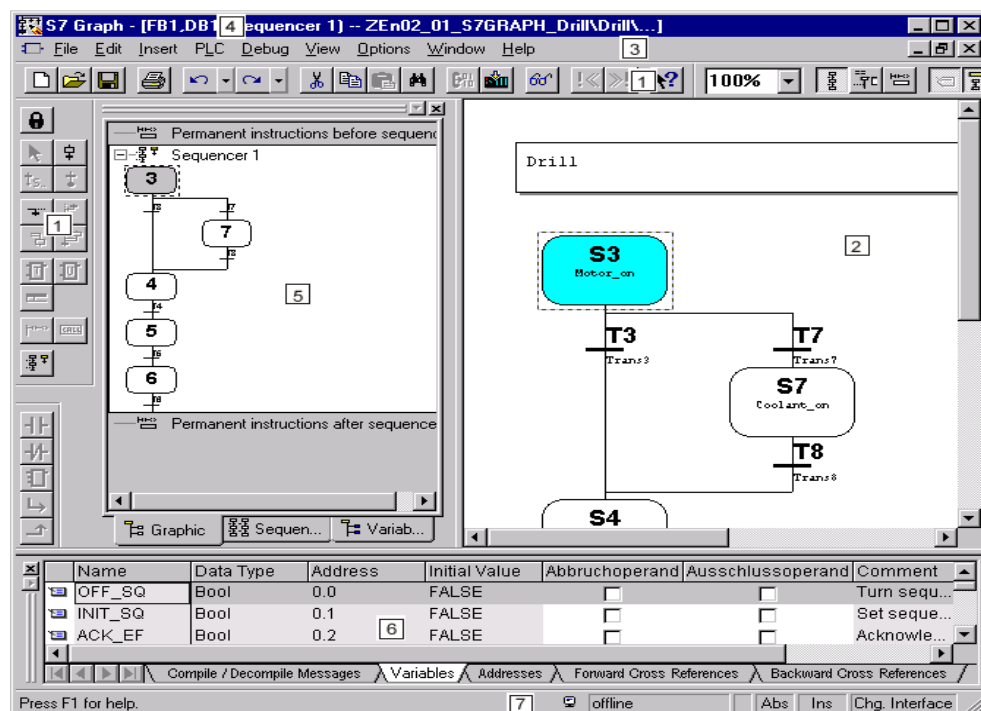 S7 Graph - [FB1,DB1 4 equencer 1] -- ZEn02_01_S7GRAPH_Drill\Drill\...]
File Edit Insert PLC Debug View Options Window Help 3
1 100%
Permanent instructions before sequenc
Sequencer 1
3
T3 T7
7
T8
4
T4
5
6
Permanent instructions after sequence
1
5
Graphic Sequen... Variab...
Drill
2
S3
Motor_on
T3
Trans3
T7
Trans7
S7
Coolant_on
T8
Trans8
S4
Name Data Type Address Initial Value Abbruchoperand Ausschlussoperand Comment
OFF_SQ Bool 0.0 FALSE Turn sequ...
INIT_SQ Bool 0.1 FALSE Set seque...
ACK_EF Bool 0.2 6 FALSE Acknowle...
Compile / Decompile Messages Variables Addresses Forward Cross References Backward Cross References
Press F1 for help. 7 offline Abs Ins Chg. Interface